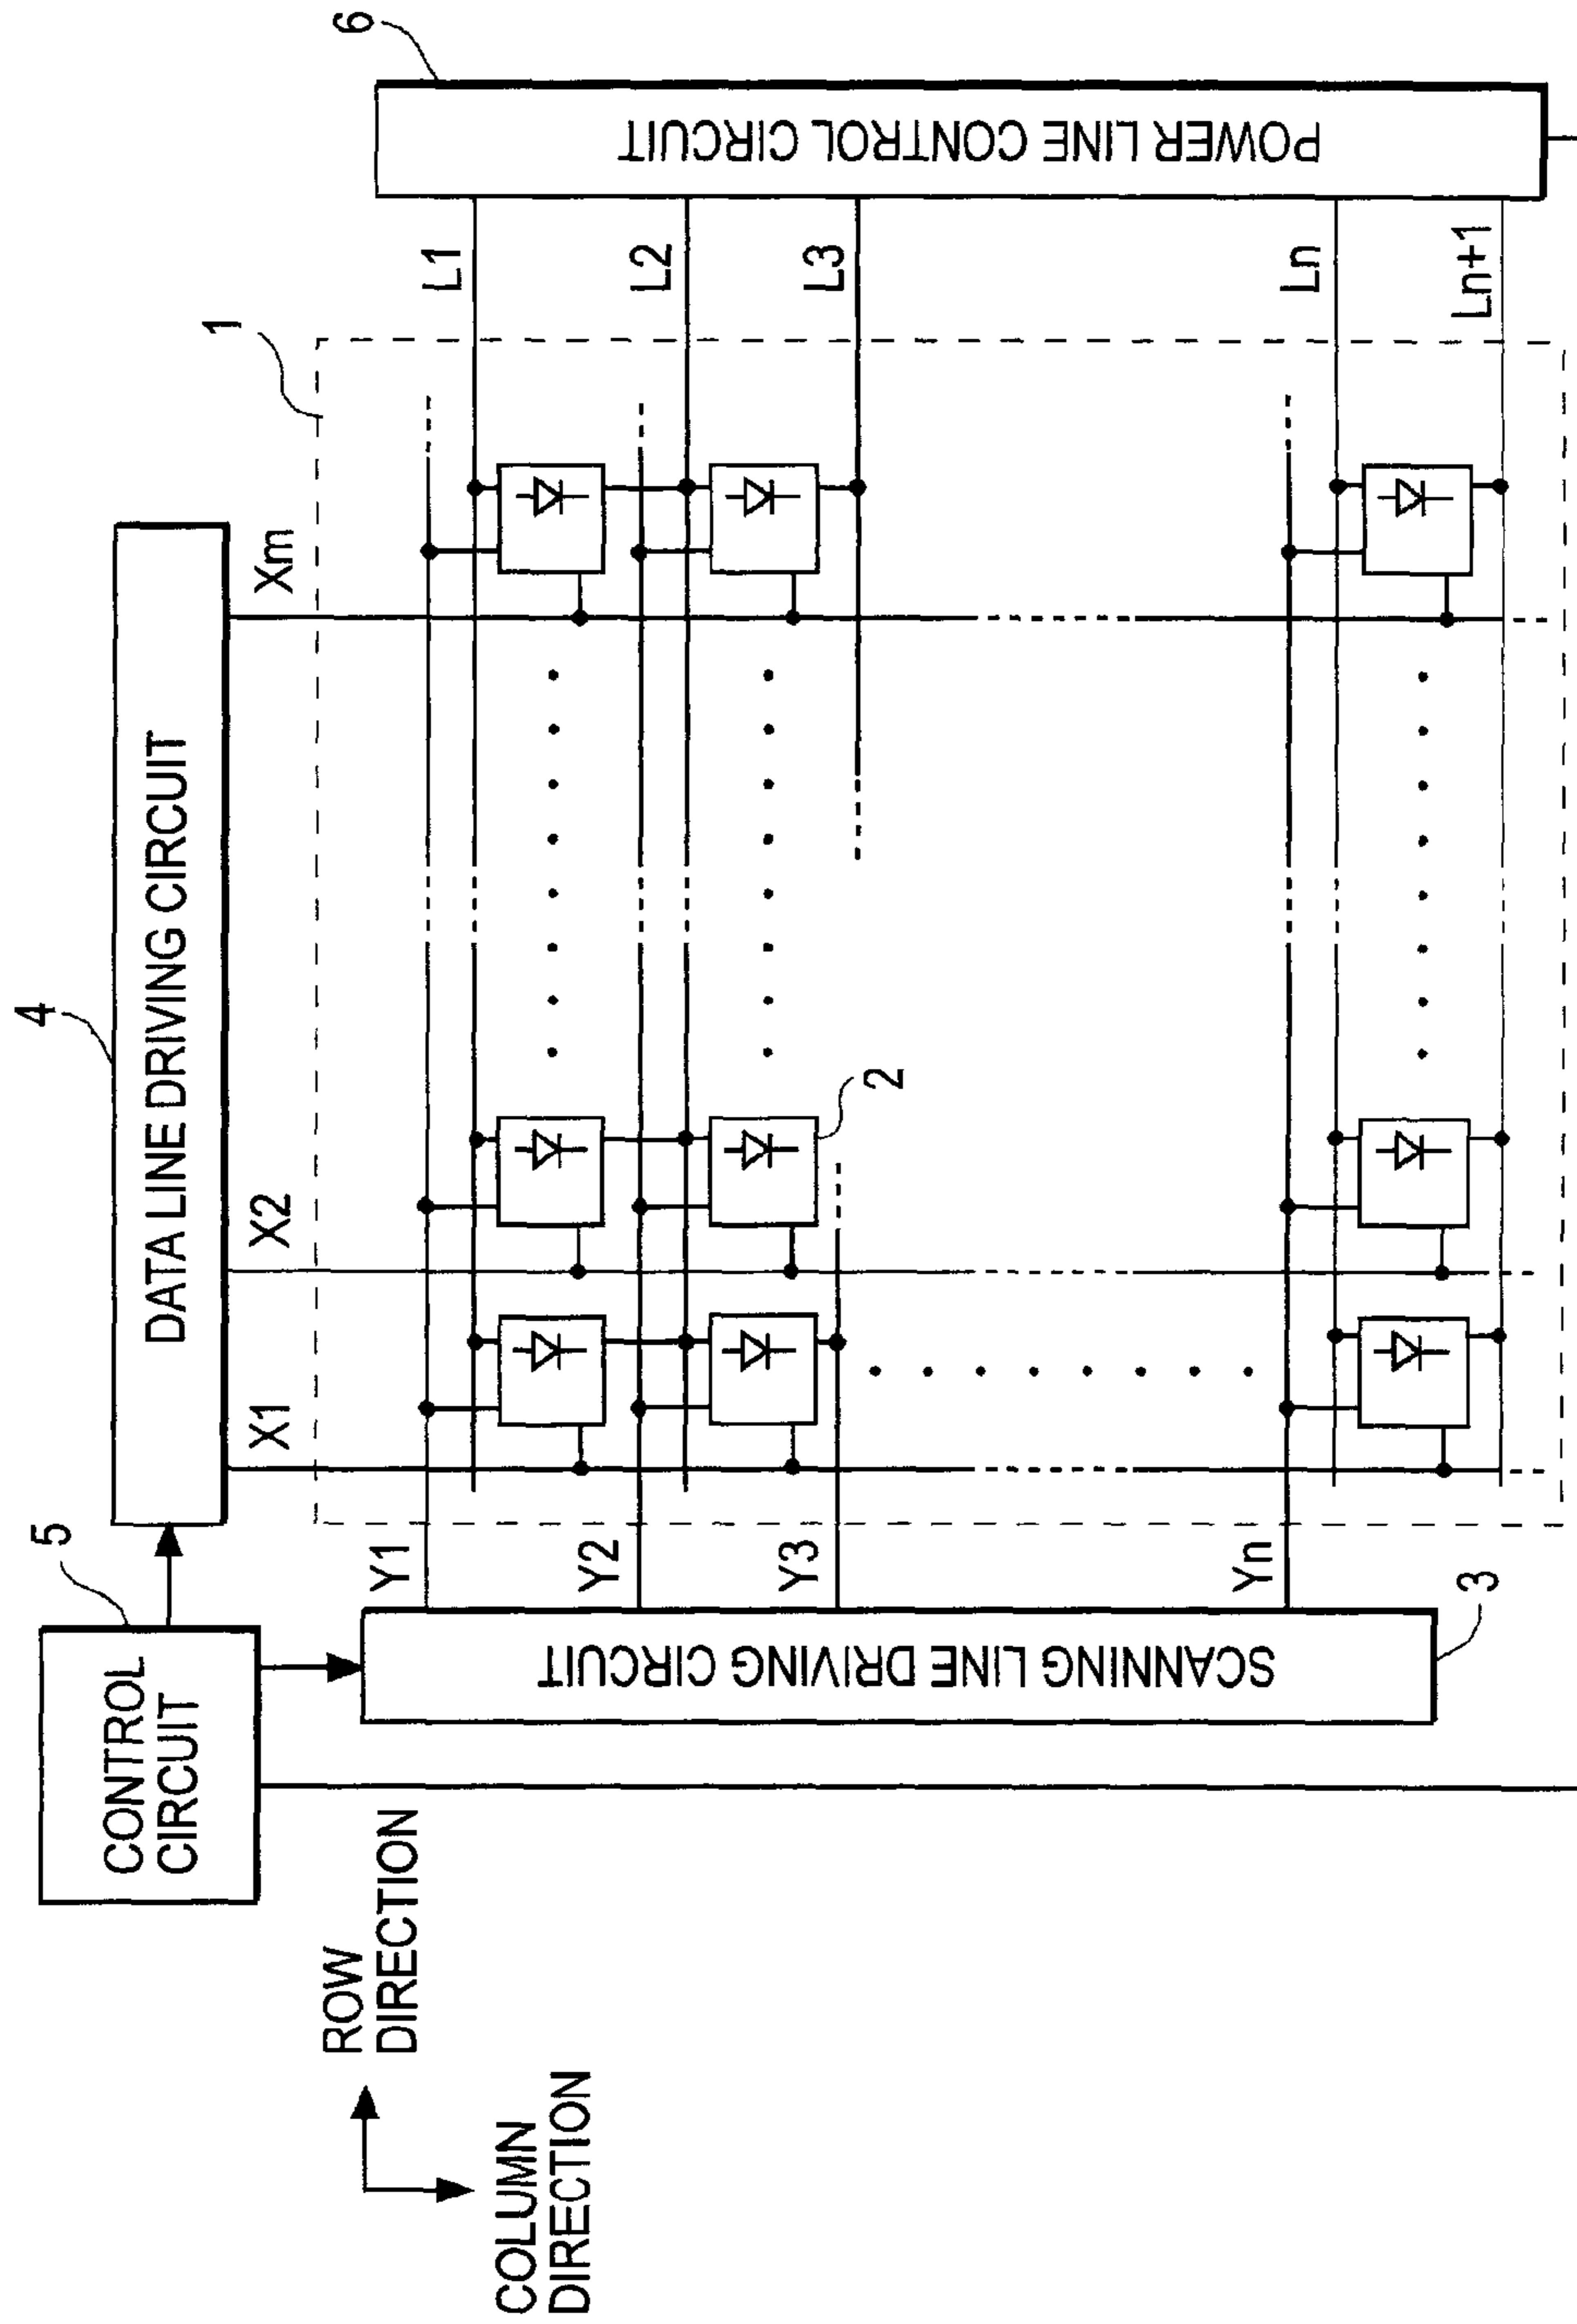 4
DATA LINE DRIVING CIRCUIT
5
CONTROL
CIRCUIT
X1
X2
Xm
1
6
POWER LINE CONTROL CIRCUIT
SCANNING LINE DRIVING CIRCUIT
3
Y1
Y2
Y3
Yn
L1
L2
L3
Ln
Ln+1
2
ROW
DIRECTION
COLUMN
DIRECTION